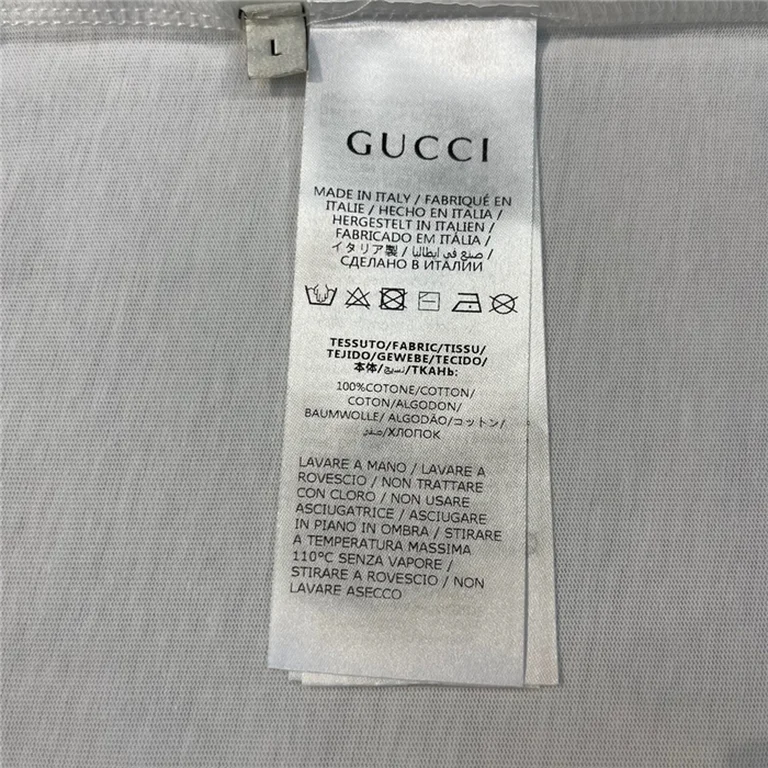 L
GUCCI
MADE IN ITALY / FABRIQUÉ EN
ITALIE / HECHO EN ITALIA /
HERGESTELT IN ITALIEN /
FABRICADO EM ITÁLIA /
イタリア製 / صنع في ايطاليا /
СДЕЛАНО В ИТАЛИИ
TESSUTO/FABRIC/TISSU/
TEJIDO/GEWEBE/TECIDO/
本体/نسيج/ТКАНЬ:
100%COTONE/COTTON/
COTON/ALGODON/
BAUMWOLLE/ ALGODÃO/コットン/
/ХЛОПОК
LAVARE A MANO / LAVARE A
ROVESCIO / NON TRATTARE
CON CLORO / NON USARE
ASCIUGATRICE / ASCIUGARE
IN PIANO IN OMBRA / STIRARE
A TEMPERATURA MASSIMA
110°C SENZA VAPORE /
STIRARE A ROVESCIO / NON
LAVARE ASECCO